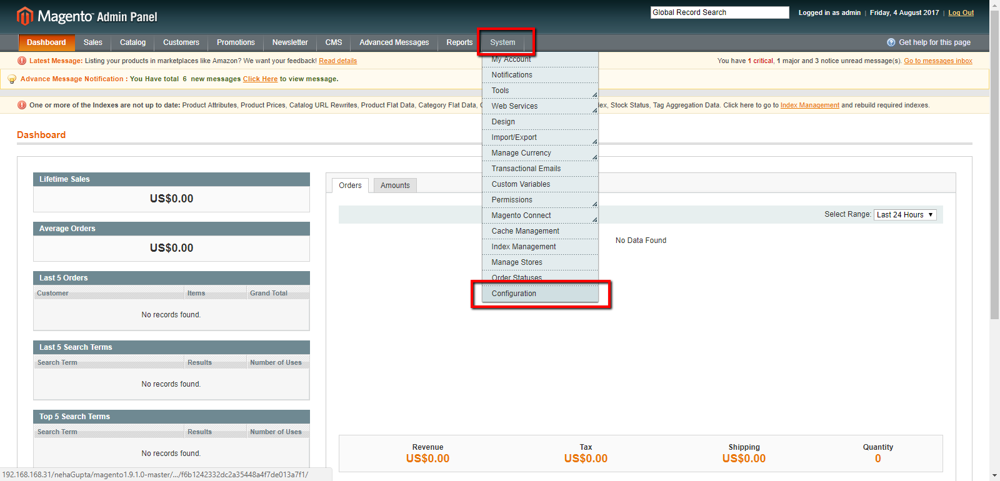 Magento™ Admin Panel
Global Record Search
Logged in as admin | Friday, 4 August 2017 | Log Out
Dashboard Sales Catalog Customers Promotions Newsletter CMS Advanced Messages Reports System
Get help for this page
Latest Message: Listing your products in marketplaces like Amazon? We want your feedback! Read details
You have 1 critical, 1 major and 3 notice unread message(s). Go to messages inbox
Advance Message Notification : You Have total 6 new messages Click Here to view message.
One or more of the Indexes are not up to date: Product Attributes, Product Prices, Catalog URL Rewrites, Product Flat Data, Category Flat Data,
Stock Status, Tag Aggregation Data. Click here to go to Index Management and rebuild required indexes.
My Account
Notifications
Tools
Web Services
Design
Import/Export
Manage Currency
Transactional Emails
Custom Variables
Permissions
Magento Connect
Cache Management
Index Management
Manage Stores
Order Statuses
Configuration
Dashboard
Lifetime Sales
US$0.00
Average Orders
US$0.00
Last 5 Orders
Customer Items Grand Total
No records found.
Last 5 Search Terms
Search Term Results Number of Uses
No records found.
Top 5 Search Terms
Search Term Results Number of Uses
No records found.
Orders Amounts
Select Range: Last 24 Hours
No Data Found
Revenue Tax Shipping Quantity
US$0.00 US$0.00 US$0.00 0
192.168.168.31/nehaGupta/magento1.9.1.0-master/.../f6b1242332dc2a35448a4f7de013a7f1/